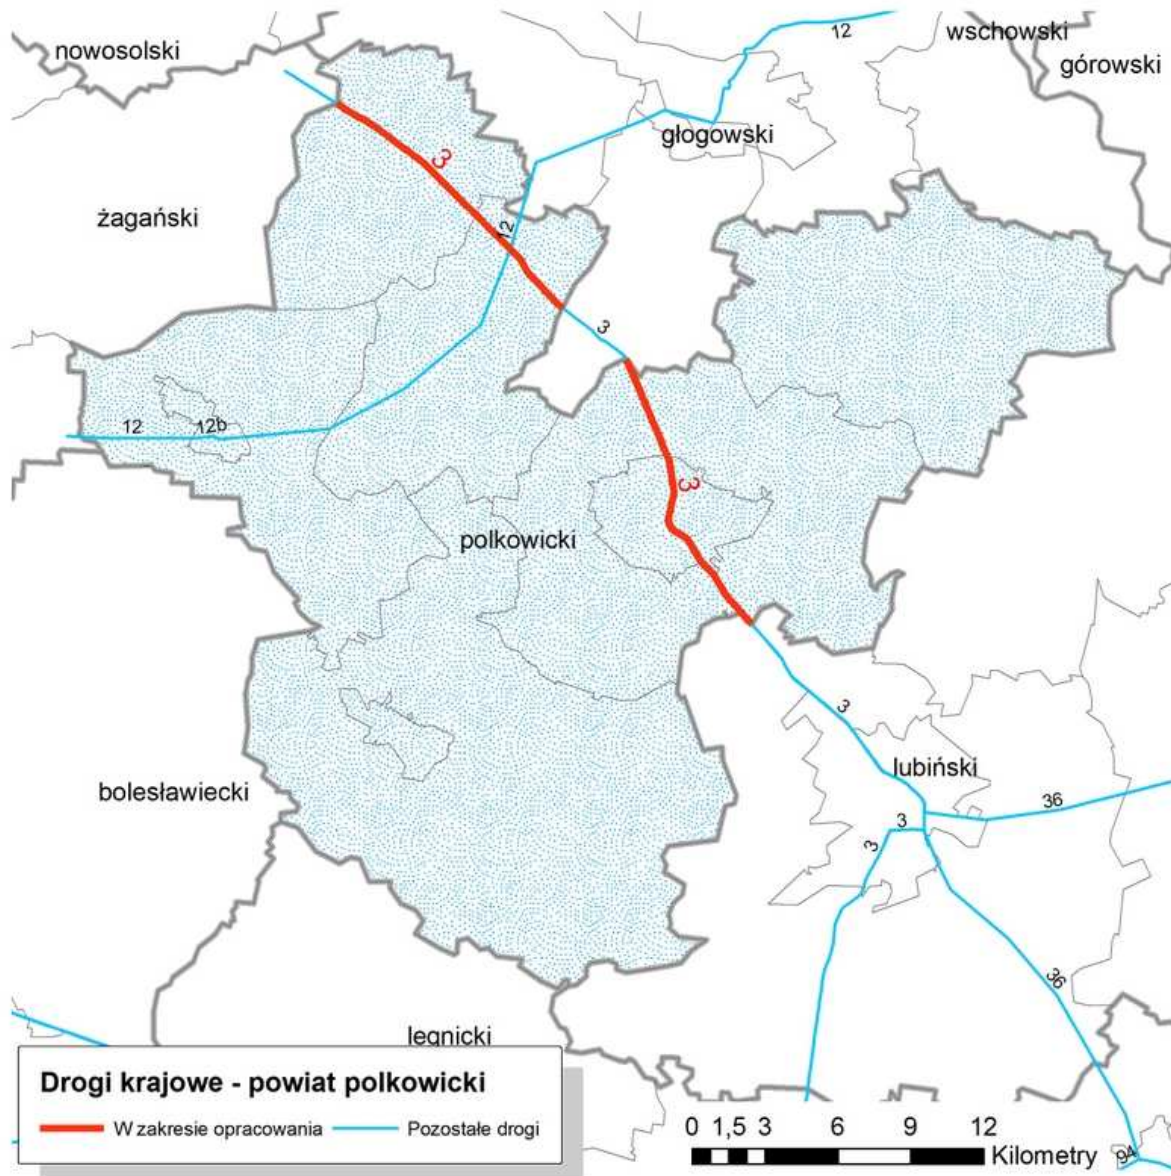 nowosolski
12
wschowski
górowski
głogowski
3
żagański
12
3
12
12b
3
polkowicki
3
lubiński
bolesławiecki
36
3
3
36
legnicki
Drogi krajowe - powiat polkowicki
W zakresie opracowania
Pozostałe drogi
0 1,5 3 6 9 12
Kilometry
94